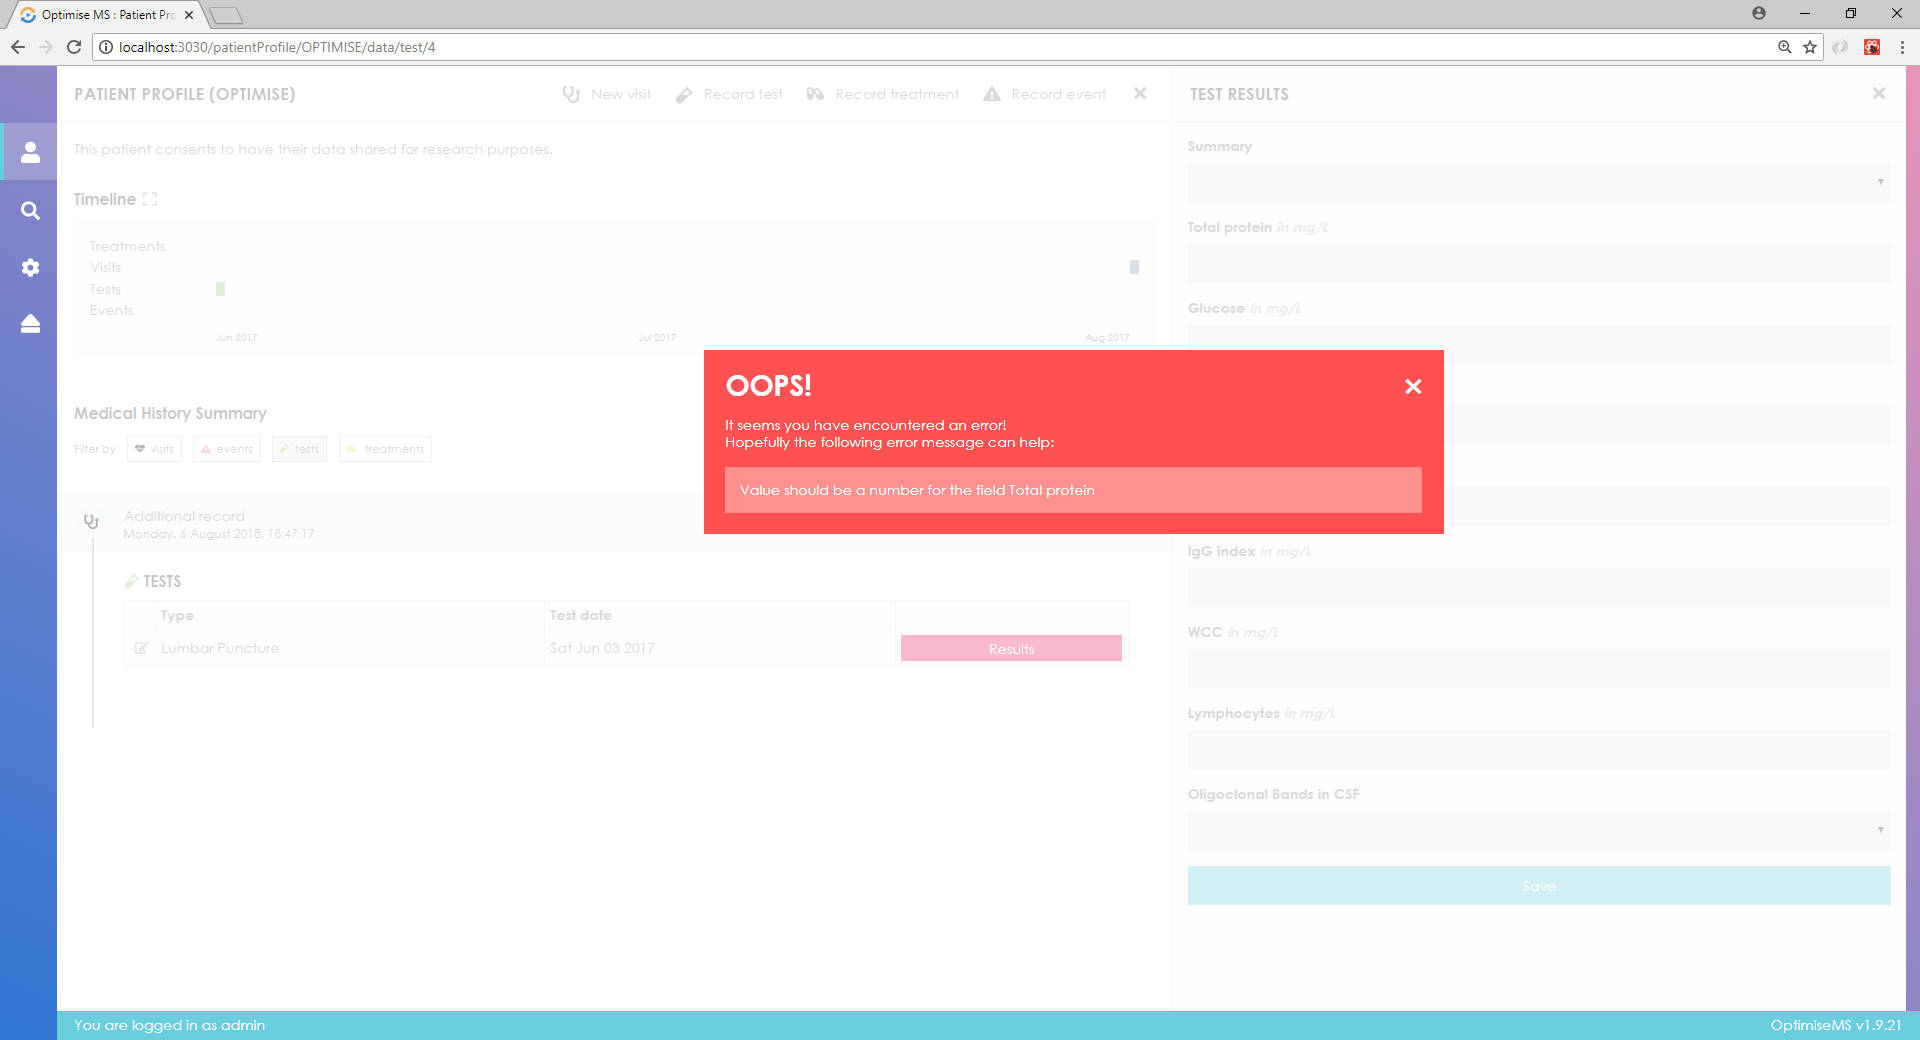 Optimise MS : Patient Pro
localhost:3030/patientProfile/OPTIMISE/data/test/4
PATIENT PROFILE (OPTIMISE)
New visit
Record test
Record treatment
Record event
This patient consents to have their data shared for research purposes.
Timeline
Treatments
Visits
Tests
Events
Jun 2017
Jul 2017
Aug 2017
Medical History Summary
Filter by
visits
events
tests
treatments
Additional record
Monday, 6 August 2018, 18:47:17
TESTS
Type
Test date
Lumbar Puncture
Sat Jun 03 2017
Results
TEST RESULTS
Summary
Total protein in mg/L
Glucose in mg/L
OOPS!
It seems you have encountered an error!
Hopefully the following error message can help:
Value should be a number for the field Total protein
IgG index in mg/L
WCC in mg/L
Lymphocytes in mg/L
Oligoclonal Bands in CSF
Save
You are logged in as admin
OptimiseMS v1.9.21